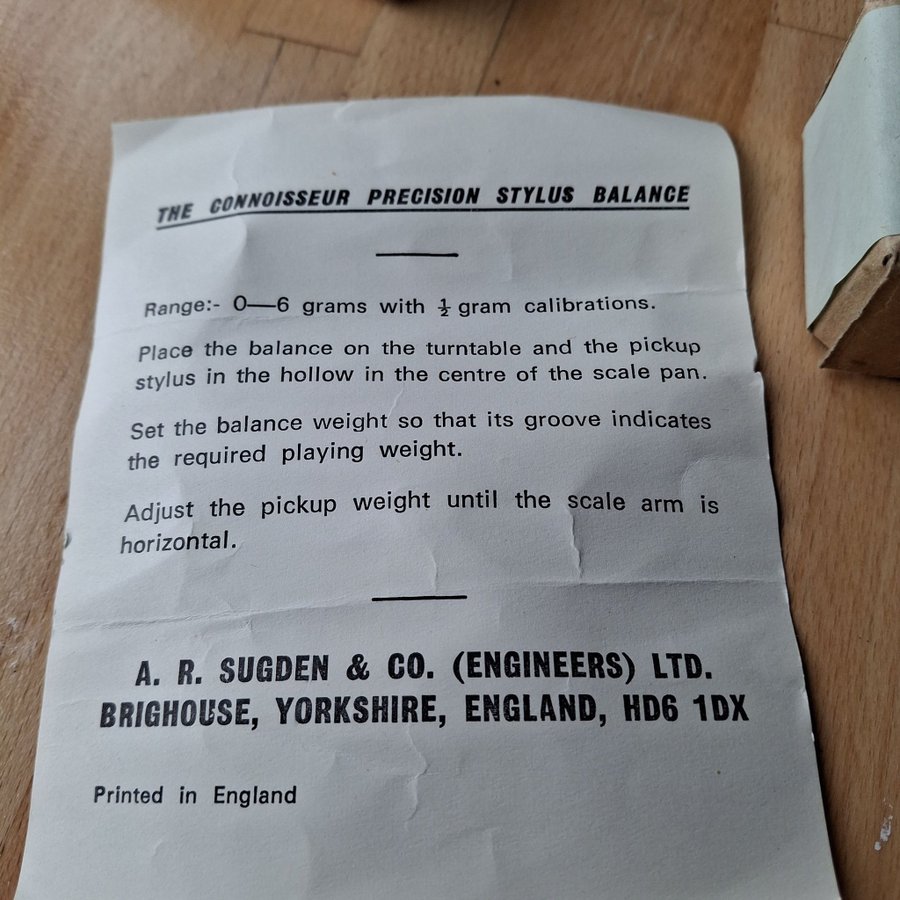 THE CONNOISSEUR PRECISION STYLUS BALANCE
Range:- 0—6 grams with ½ gram calibrations.
Place the balance on the turntable and the pickup
stylus in the hollow in the centre of the scale pan.
Set the balance weight so that its groove indicates
the required playing weight.
Adjust the pickup weight until the scale arm is
horizontal.
A. R. SUGDEN & CO. (ENGINEERS) LTD.
BRIGHOUSE, YORKSHIRE, ENGLAND, HD6 1DX
Printed in England